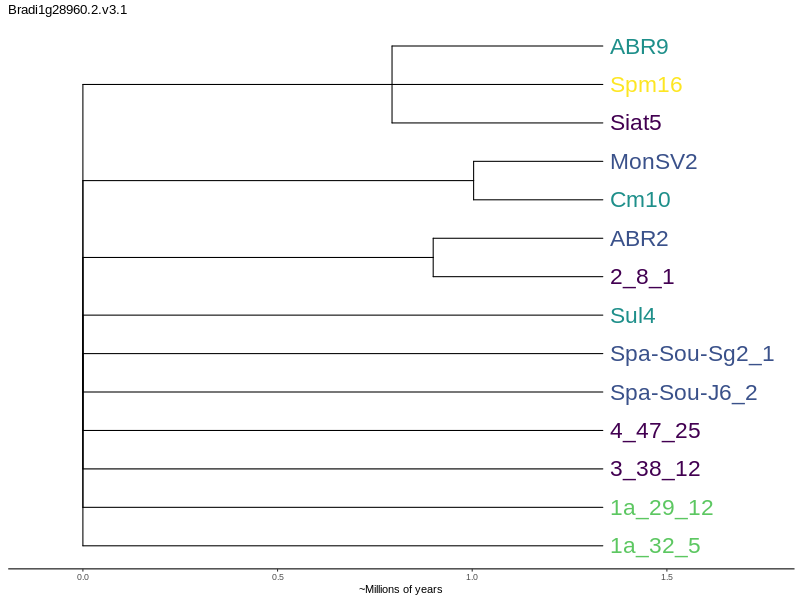 Bradi1g28960.2.v3.1
ABR9
Spm16
Siat5
MonSV2
Cm10
ABR2
2_8_1
Sul4
Spa-Sou-Sg2_1
Spa-Sou-J6_2
4_47_25
3_38_12
1a_29_12
1a_32_5
0.0 0.5 1.0 1.5
~Millions of years